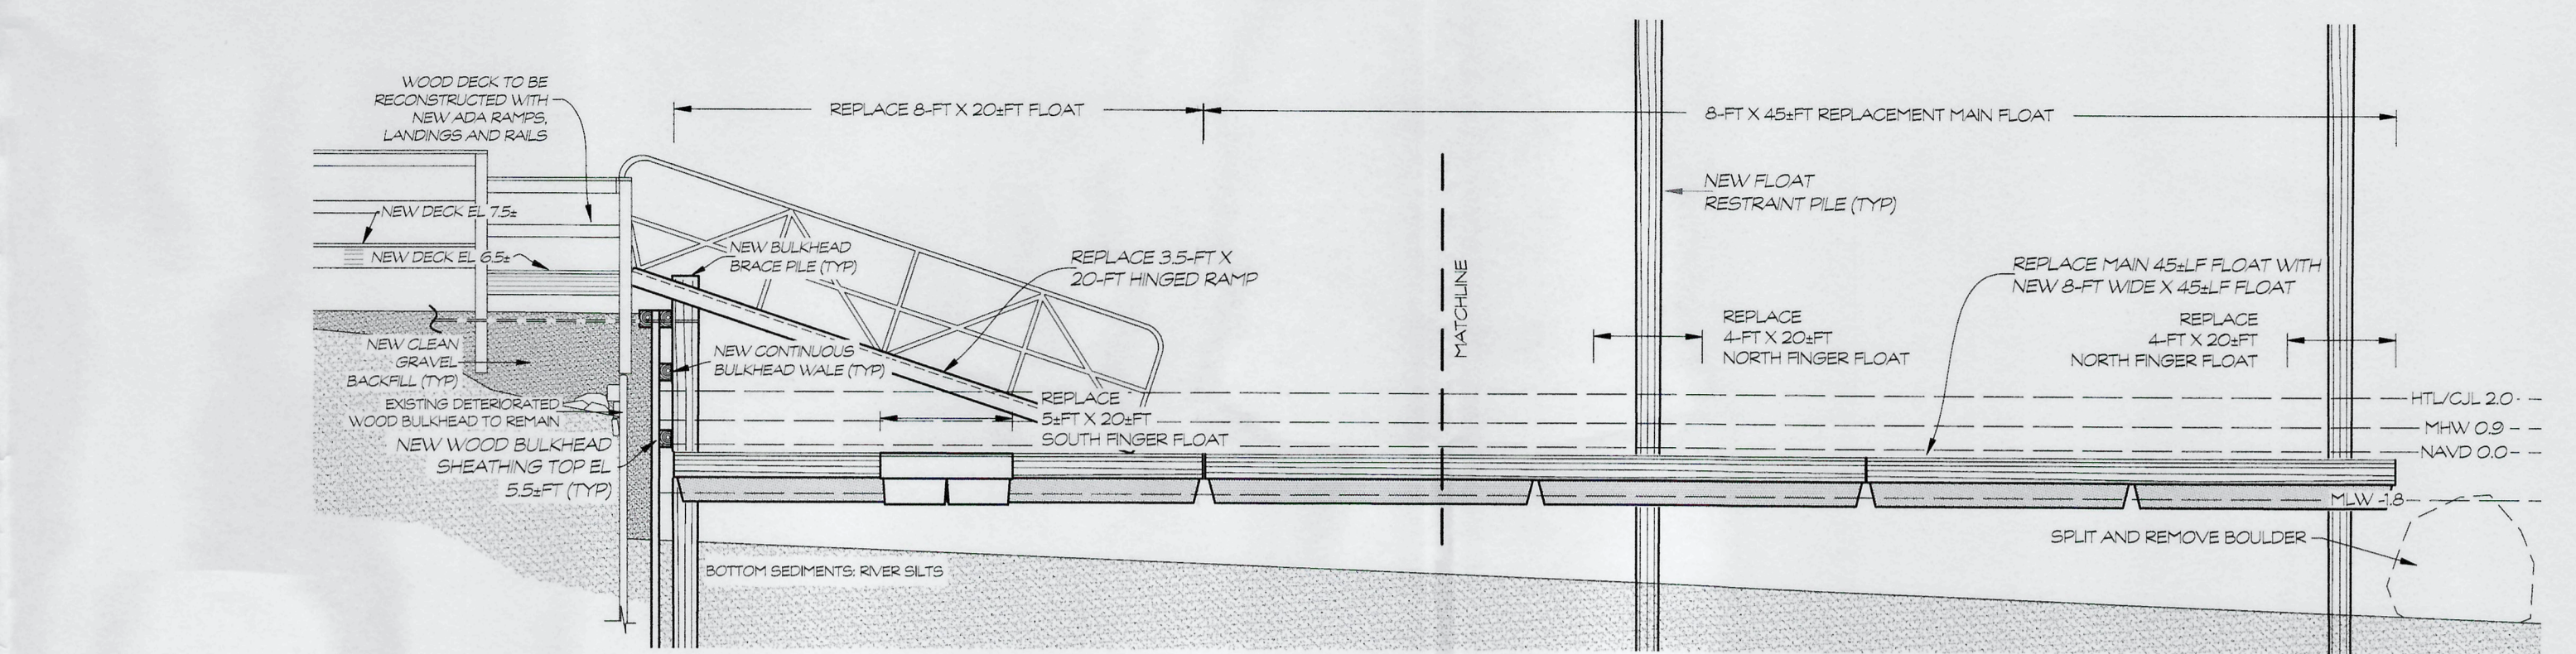 WOOD DECK TO BE
RECONSTRUCTED WITH
NEW ADA RAMPS,
LANDINGS AND RAILS
REPLACE 8-FT X 20±FT FLOAT
8-FT X 45±FT REPLACEMENT MAIN FLOAT
NEW FLOAT
RESTRAINT PILE (TYP)
NEW DECK EL 7.5±
NEW DECK EL 6.5±
NEW BULKHEAD
BRACE PILE (TYP)
REPLACE 3.5-FT X
20-FT HINGED RAMP
MATCHLINE
REPLACE MAIN 45±LF FLOAT WITH
NEW 8-FT WIDE X 45±LF FLOAT
REPLACE
4-FT X 20±FT
NORTH FINGER FLOAT
REPLACE
4-FT X 20±FT
NORTH FINGER FLOAT
NEW CLEAN
GRAVEL
BACKFILL (TYP)
NEW CONTINUOUS
BULKHEAD WALE (TYP)
EXISTING DETERIORATED
WOOD BULKHEAD TO REMAIN
REPLACE
5±FT X 20±FT
SOUTH FINGER FLOAT
HTL/CJL 2.0
MHW 0.9
NAVD 0.0
NEW WOOD BULKHEAD
SHEATHING TOP EL
5.5±FT (TYP)
MLW -1.8
SPLIT AND REMOVE BOULDER
BOTTOM SEDIMENTS: RIVER SILTS